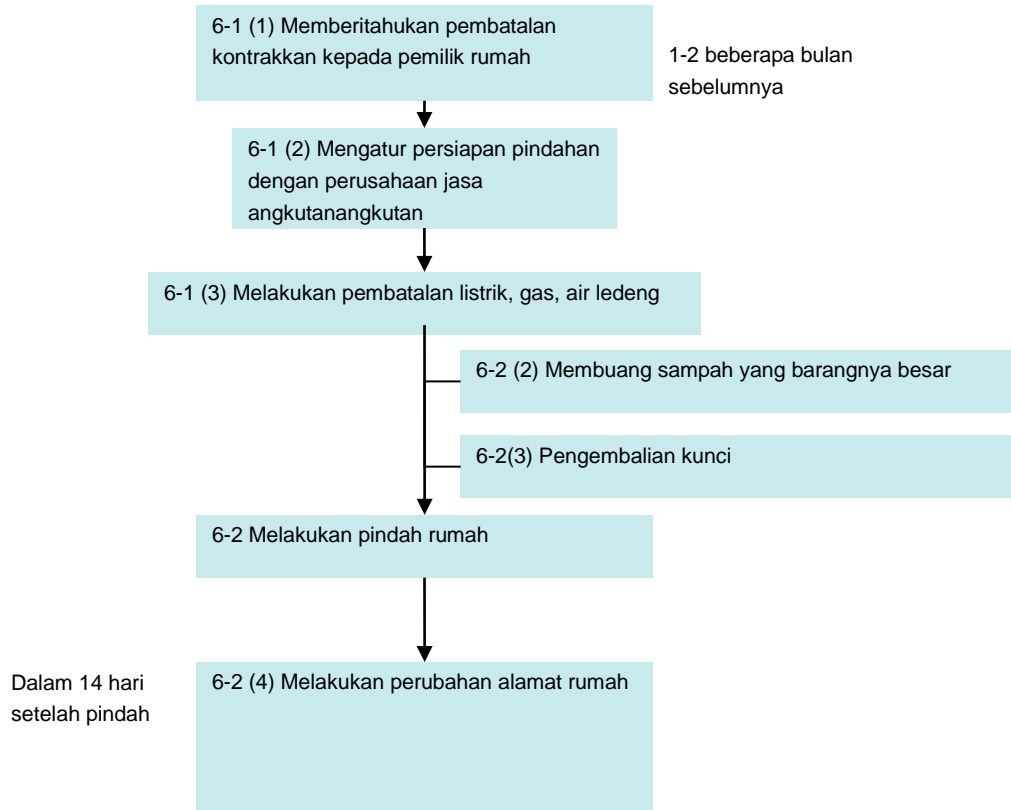 6-1 (1) Memberitahukan pembatalan
kontrakkan kepada pemilik rumah
1-2 beberapa bulan
sebelumnya
6-1 (2) Mengatur persiapan pindahan
dengan perusahaan jasa
angkutanangkutan
6-1 (3) Melakukan pembatalan listrik, gas, air ledeng
6-2 (2) Membuang sampah yang barangnya besar
6-2(3) Pengembalian kunci
6-2 Melakukan pindah rumah
Dalam 14 hari
setelah pindah
6-2 (4) Melakukan perubahan alamat rumah